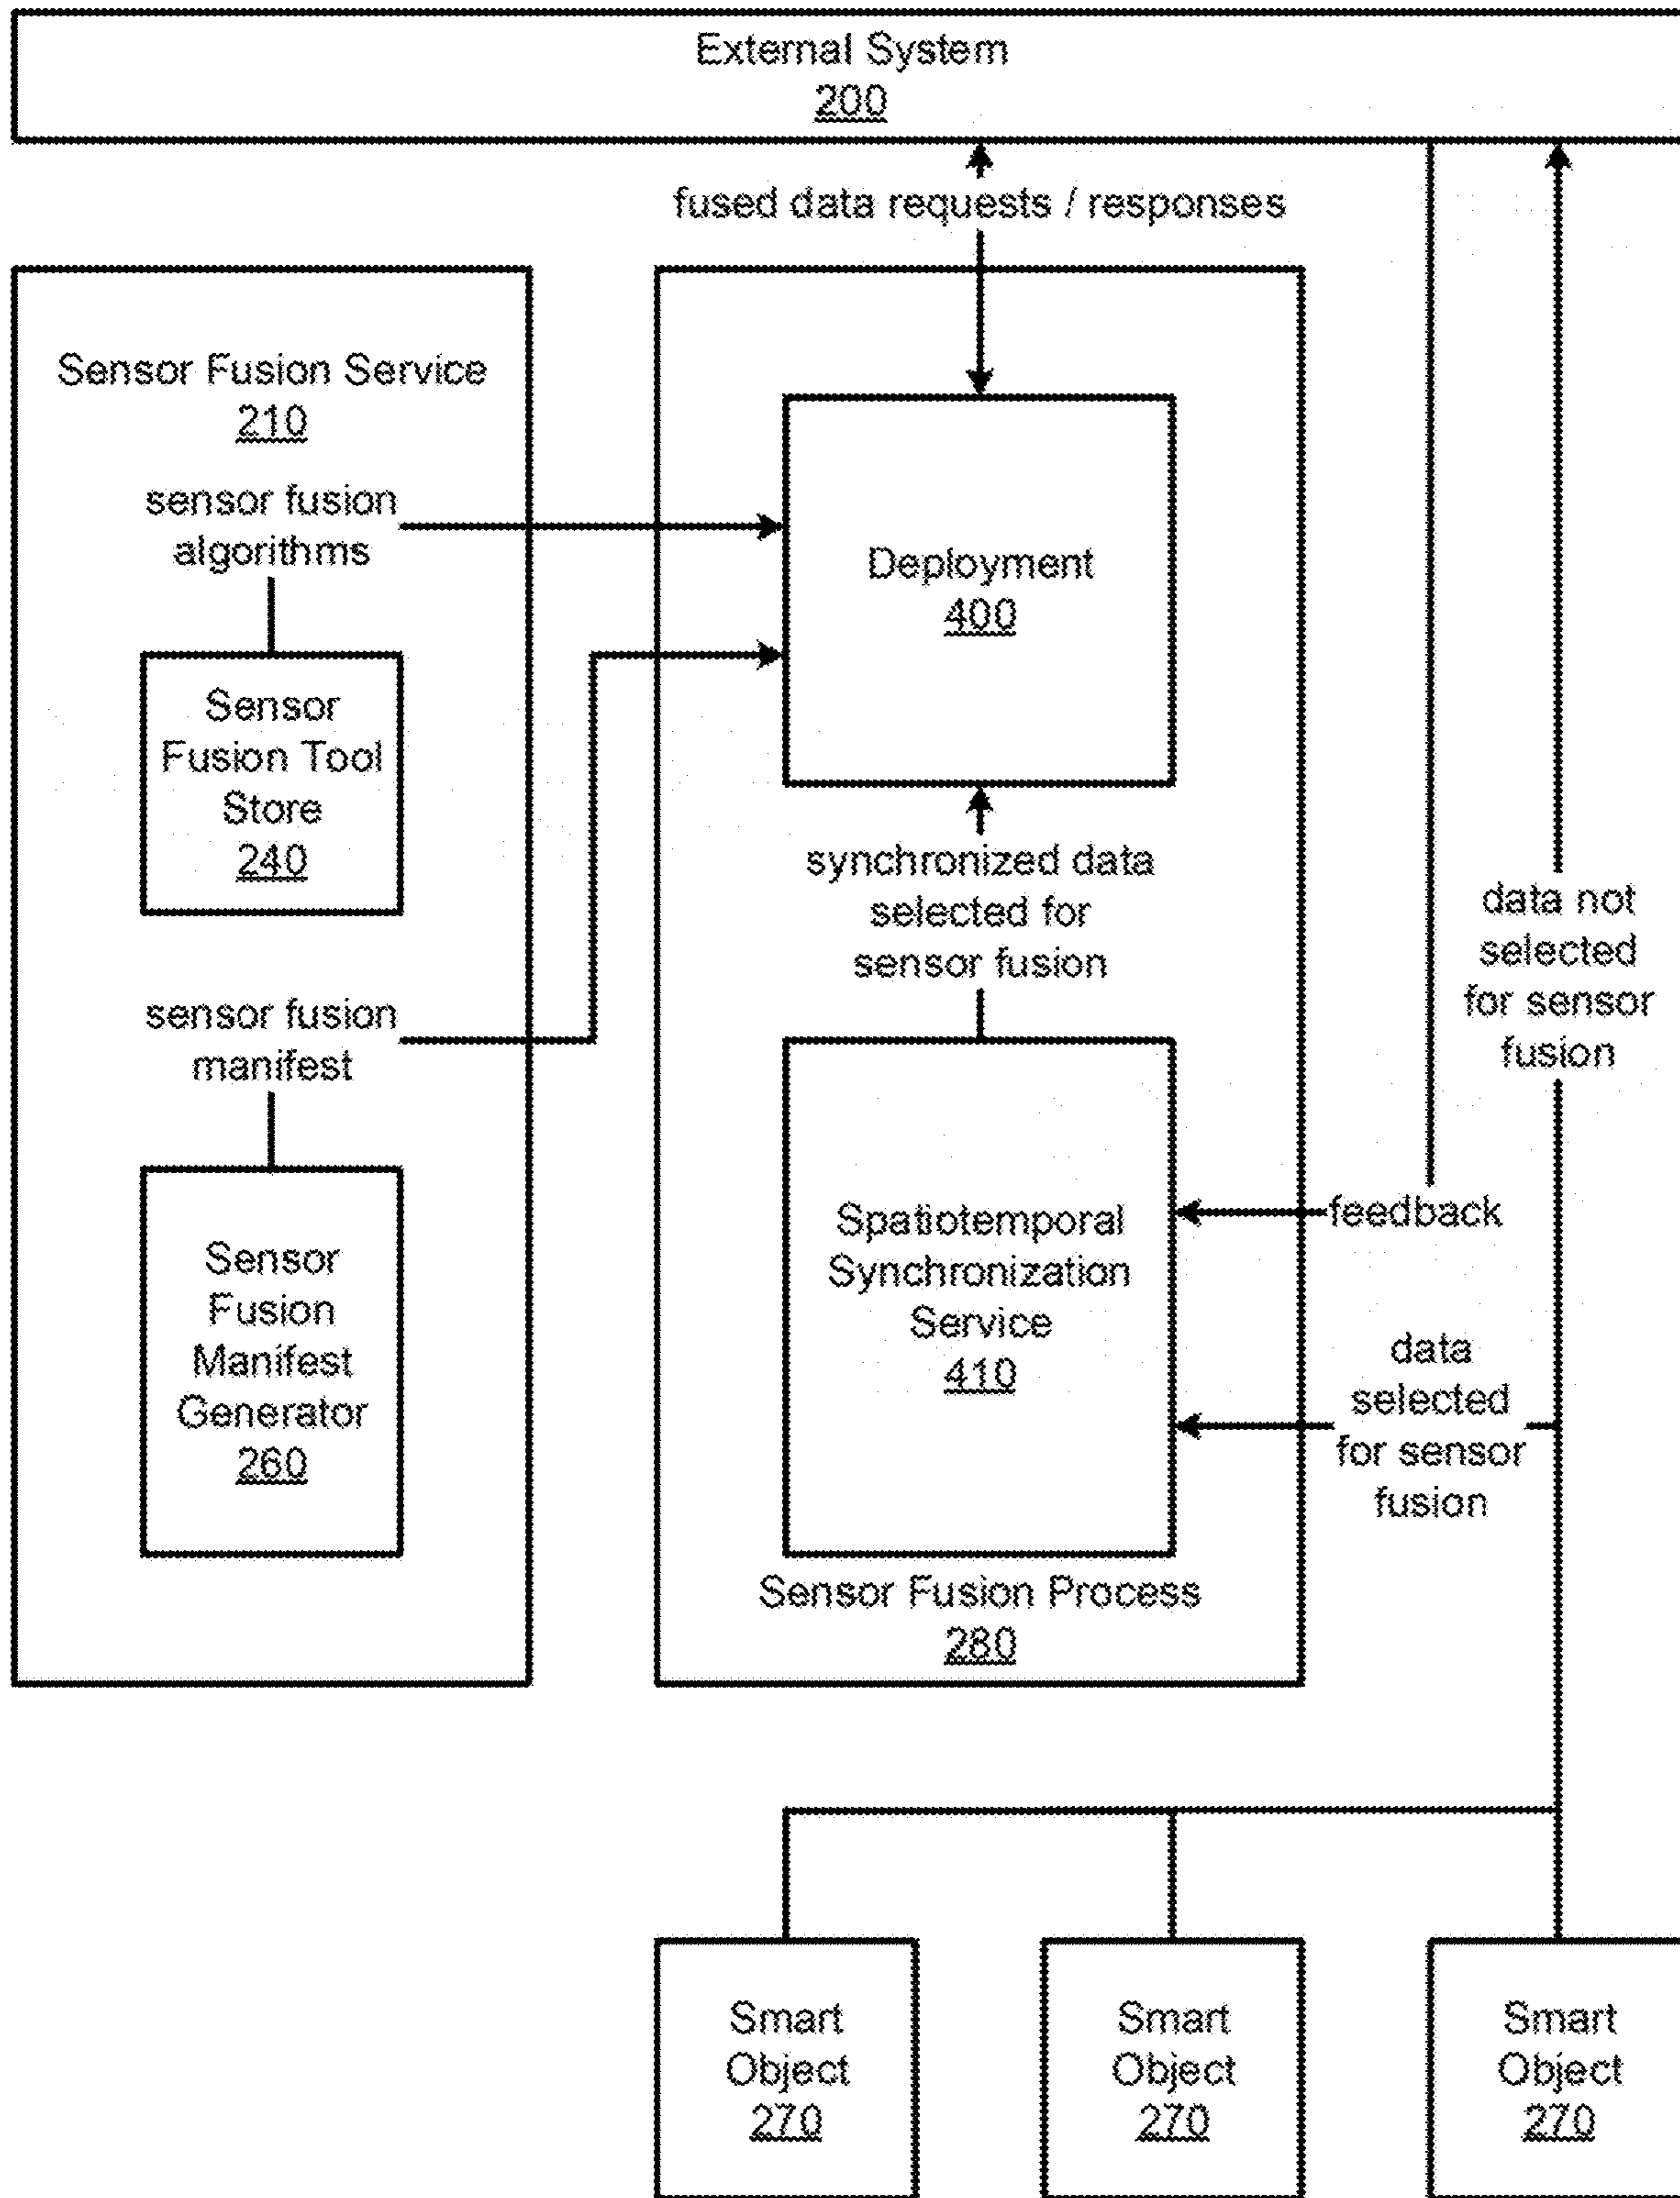 External System
200
fused data requests / responses
Sensor Fusion Service
210
sensor fusion
algorithms
Sensor
Fusion Tool
Store
240
sensor fusion
manifest
Sensor
Fusion
Manifest
Generator
260
Deployment
400
synchronized data
selected for
sensor fusion
Spatiotemporal
Synchronization
Service
410
Sensor Fusion Process
280
feedback
data not
selected
for sensor
fusion
data
selected
for sensor
fusion
Smart
Object
270
Smart
Object
270
Smart
Object
270